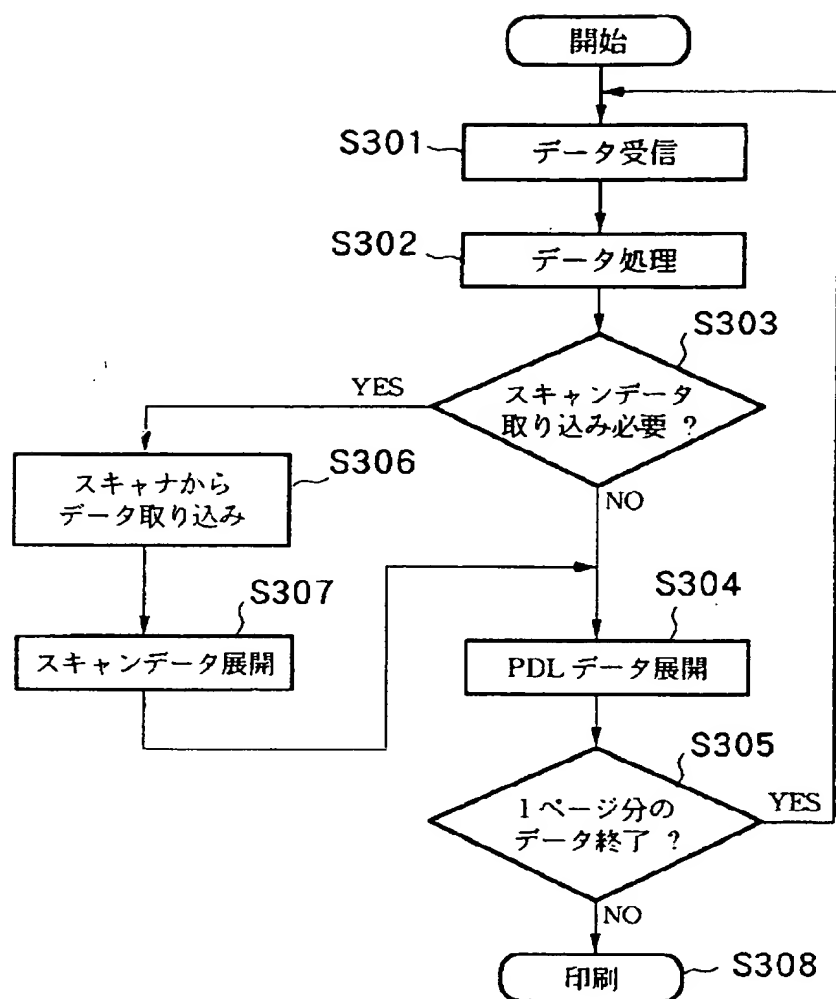 開始
S301
データ受信
S302
データ処理
S303
YES
スキャンデータ
取り込み必要 ?
NO
S306
スキャナから
データ取り込み
S307
スキャンデータ展開
S304
PDL データ展開
S305
1 ページ分の
データ終了 ?
YES
NO
印刷
S308